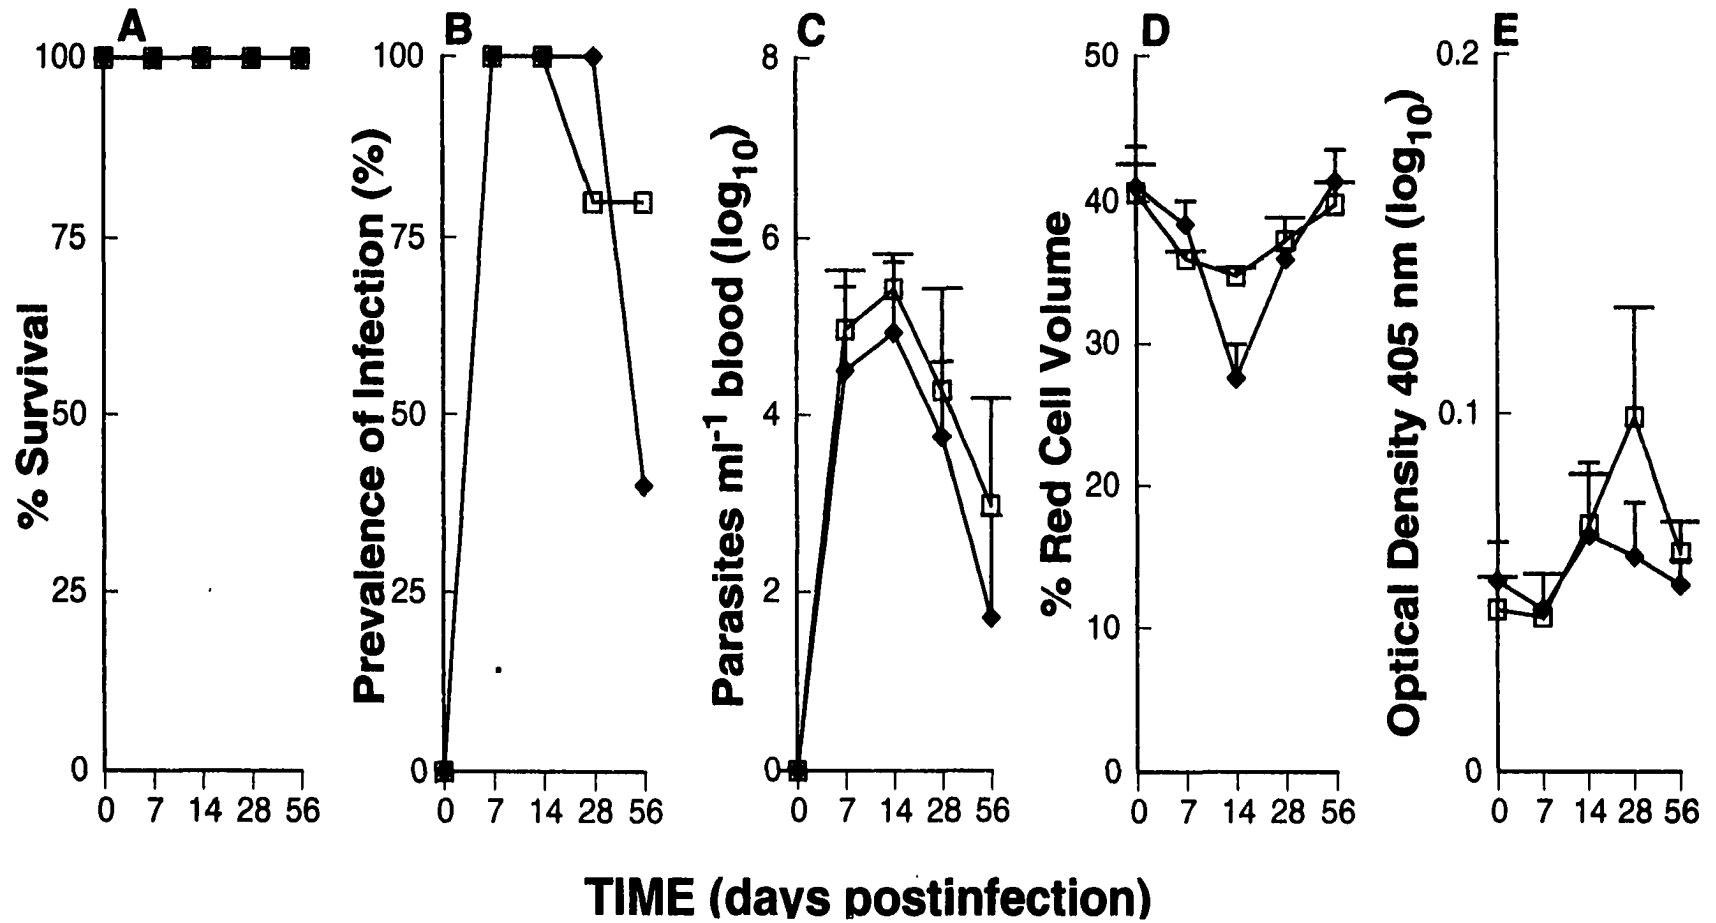 A
B
C
D
E
% Survival
100
75
50
25
0
0 7 14 28 56
Prevalence of Infection (%)
100
75
50
25
0
0 7 14 28 56
Parasites ml-1 blood (log10)
8
6
4
2
0
0 7 14 28 56
% Red Cell Volume
50
40
30
20
10
0
0 7 14 28 56
Optical Density 405 nm (log10)
0.2
0.1
0
0 7 14 28 56
TIME (days postinfection)